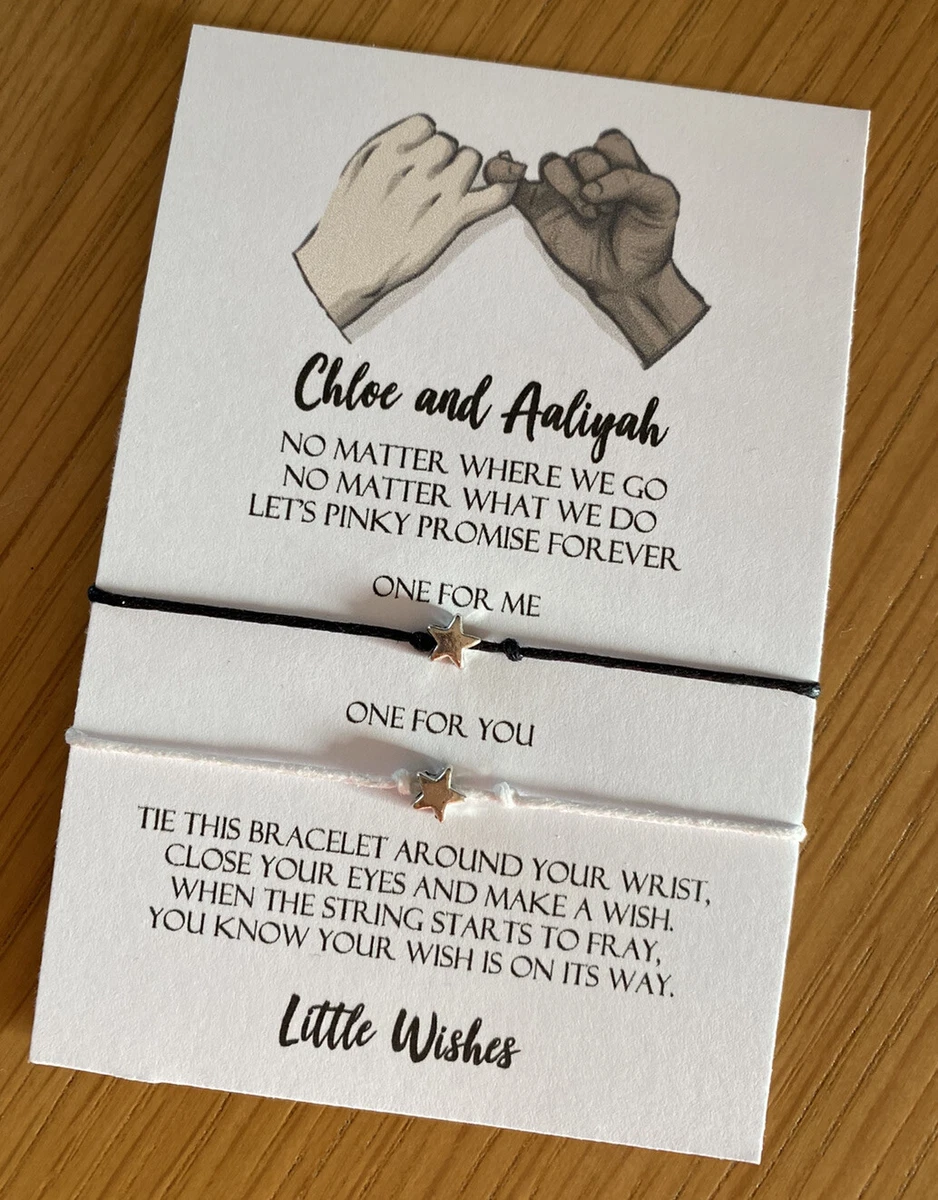 Chloe and Aaliyah
NO MATTER WHERE WE GO
NO MATTER WHAT WE DO
LET'S PINKY PROMISE FOREVER
ONE FOR ME
ONE FOR YOU
TIE THIS BRACELET AROUND YOUR WRIST,
CLOSE YOUR EYES AND MAKE A WISH.
WHEN THE STRING STARTS TO FRAY,
YOU KNOW YOUR WISH IS ON ITS WAY.
Little Wishes